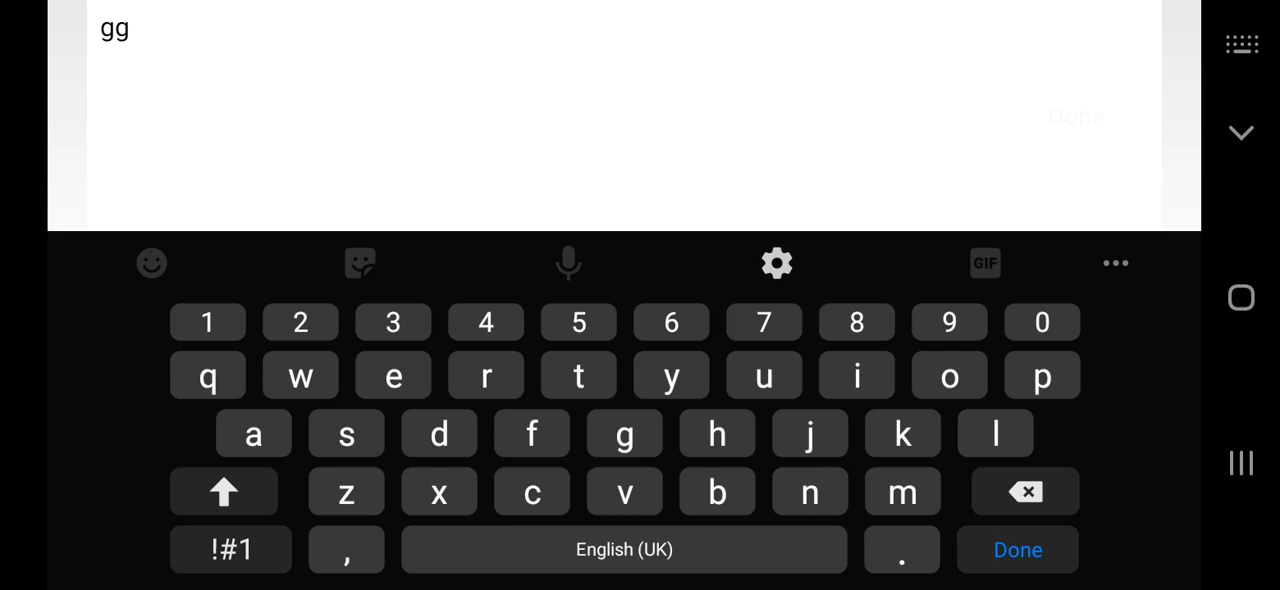 gg
Done
GIF
1 2 3 4 5 6 7 8 9 0
q w e r t y u i o p
a s d f g h j k l
z x c v b n m
!#1 , English (UK) . Done